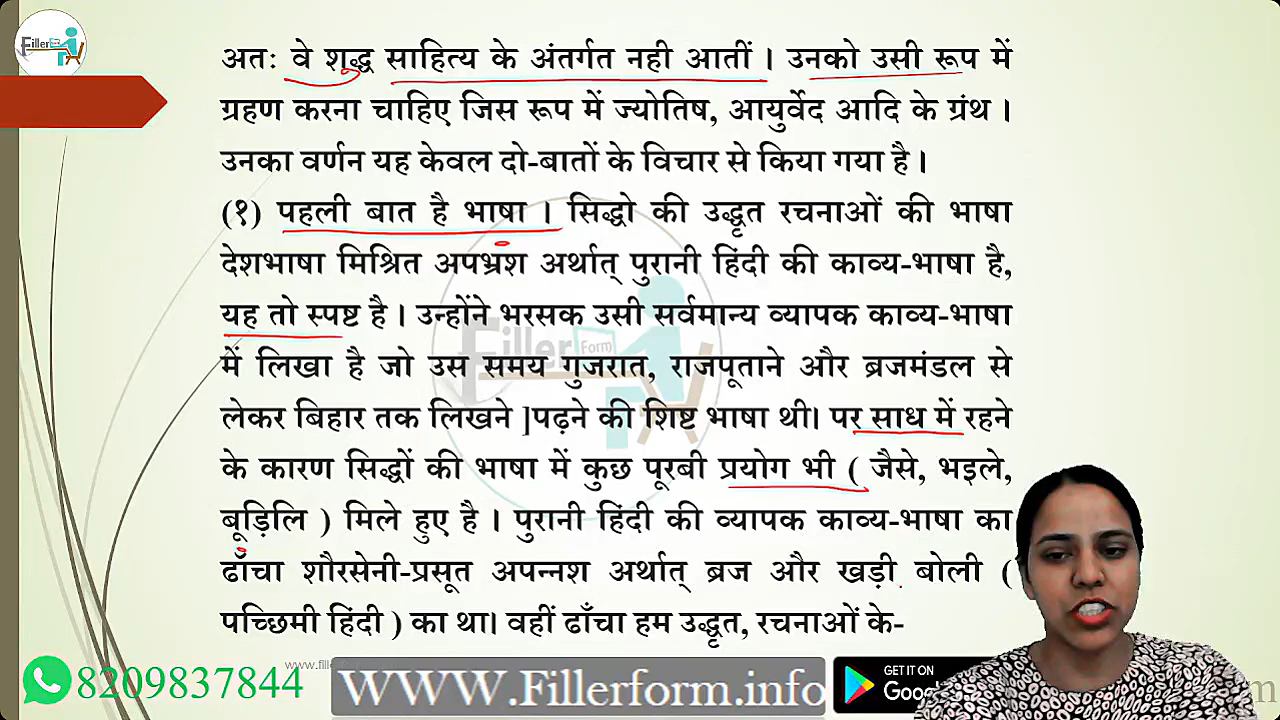 Filler Form
अतः वे शुद्ध साहित्य के अंतर्गत नही आतीं । उनको उसी रूप में
ग्रहण करना चाहिए जिस रूप में ज्योतिष, आयुर्वेद आदि के ग्रंथ ।
उनका वर्णन यह केवल दो-बातों के विचार से किया गया है ।
(१) पहली बात है भाषा । सिद्धो की उद्धृत रचनाओं की भाषा
देशभाषा मिश्रित अपभ्रंश अर्थात् पुरानी हिंदी की काव्य-भाषा है,
यह तो स्पष्ट है । उन्होंने भरसक उसी सर्वमान्य व्यापक काव्य-भाषा
में लिखा है जो उस समय गुजरात, राजपूताने और ब्रजमंडल से
लेकर बिहार तक लिखने ]पढ़ने की शिष्ट भाषा थी। पर साध में रहने
के कारण सिद्धों की भाषा में कुछ पूरबी प्रयोग भी ( जैसे, भइले,
बूड़िलि ) मिले हुए है । पुरानी हिंदी की व्यापक काव्य-भाषा का
ढाँचा शौरसेनी-प्रसूत अपन्नश अर्थात् ब्रज और खड़ी बोली (
पच्छिमी हिंदी ) का था। वहीं ढाँचा हम उद्धृत, रचनाओं के-
8209837844
WWW.Fillerform.info
GET IT ON